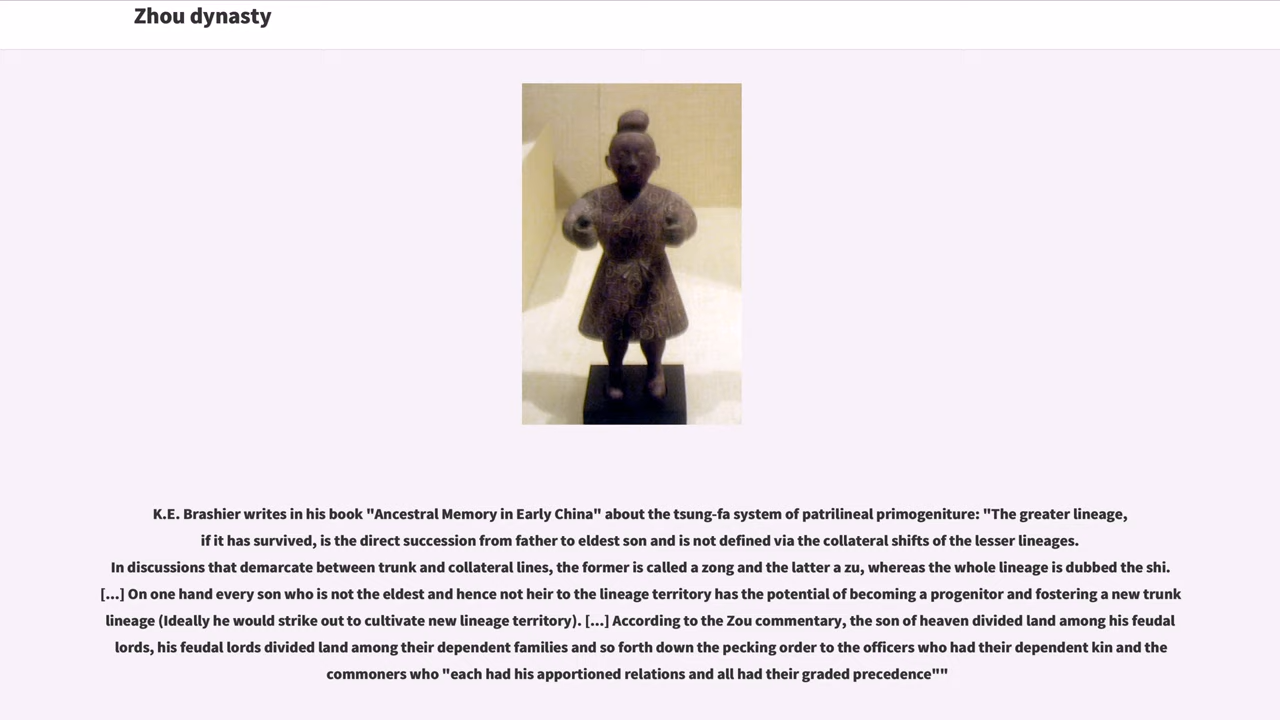 Zhou dynasty
K.E. Brashier writes in his book "Ancestral Memory in Early China" about the tsung-fa system of patrilineal primogeniture: "The greater lineage,
if it has survived, is the direct succession from father to eldest son and is not defined via the collateral shifts of the lesser lineages.
In discussions that demarcate between trunk and collateral lines, the former is called a zong and the latter a zu, whereas the whole lineage is dubbed the shi.
[...] On one hand every son who is not the eldest and hence not heir to the lineage territory has the potential of becoming a progenitor and fostering a new trunk
lineage (Ideally he would strike out to cultivate new lineage territory). [...] According to the Zou commentary, the son of heaven divided land among his feudal
lords, his feudal lords divided land among their dependent families and so forth down the pecking order to the officers who had their dependent kin and the
commoners who "each had his apportioned relations and all had their graded precedence""